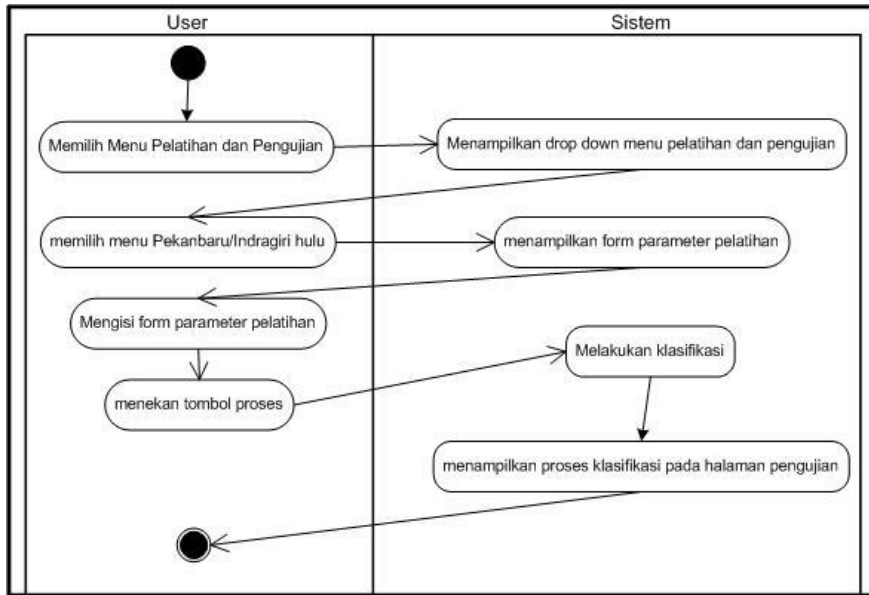 User
Sistem
Memilih Menu Pelatihan dan Pengujian
Menampilkan drop down menu pelatihan dan pengujian
memilih menu Pekanbaru/Indragiri hulu
menampilkan form parameter pelatihan
Mengisi form parameter pelatihan
Melakukan klasifikasi
menekan tombol proses
menampilkan proses klasifikasi pada halaman pengujian